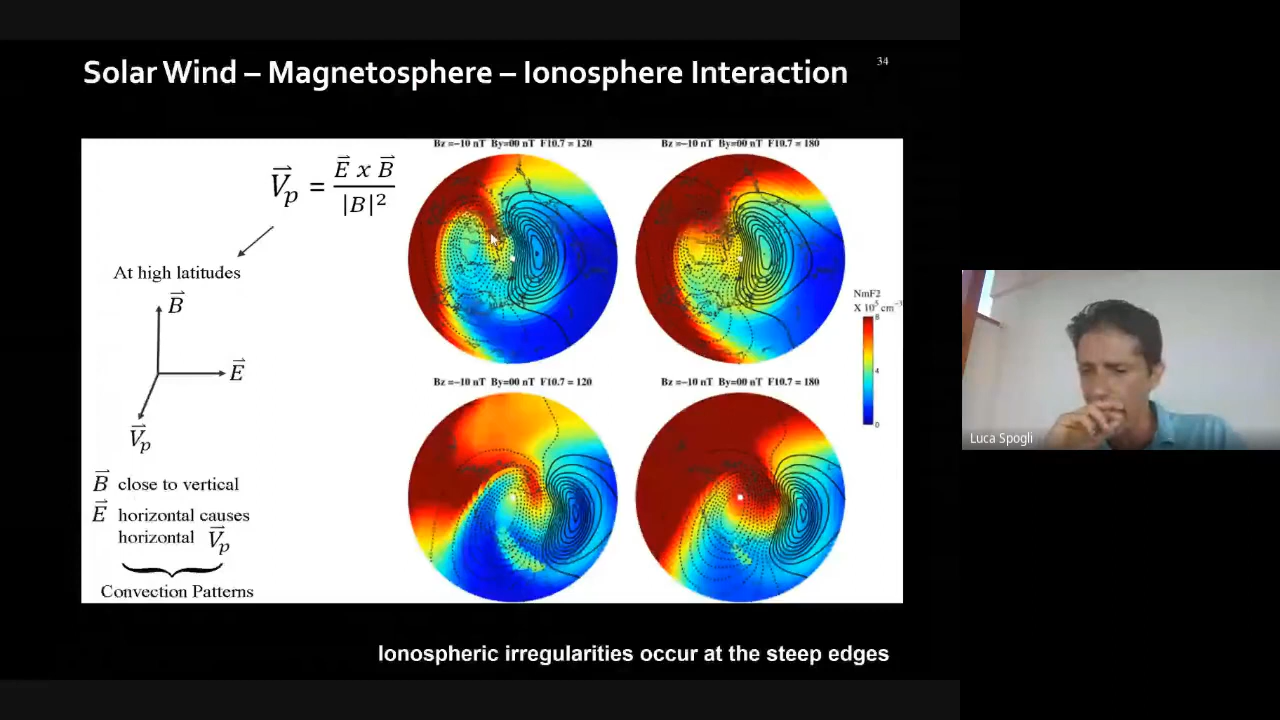 Solar Wind – Magnetosphere – Ionosphere Interaction
34
V⃗p = E⃗ x B⃗ / |B|²
At high latitudes
B⃗
E⃗
V⃗p
B⃗ close to vertical
E⃗ horizontal causes
horizontal V⃗p
Convection Patterns
Bz =-10 nT By=00 nT F10.7 = 120
Bz =-10 nT By=00 nT F10.7 = 180
Bz =-10 nT By=00 nT F10.7 = 120
Bz =-10 nT By=00 nT F10.7 = 180
NmF2
X 10⁵ cm⁻³
8
4
0
Ionospheric irregularities occur at the steep edges
Luca Spogli